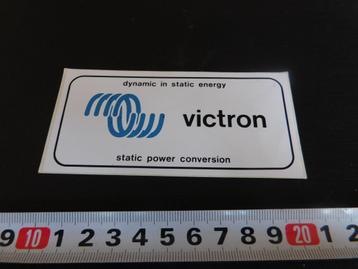 dynamic in static energy
victron
static power conversion
9 10 1 2 3 4 5 6 7 8 9 20 1 2